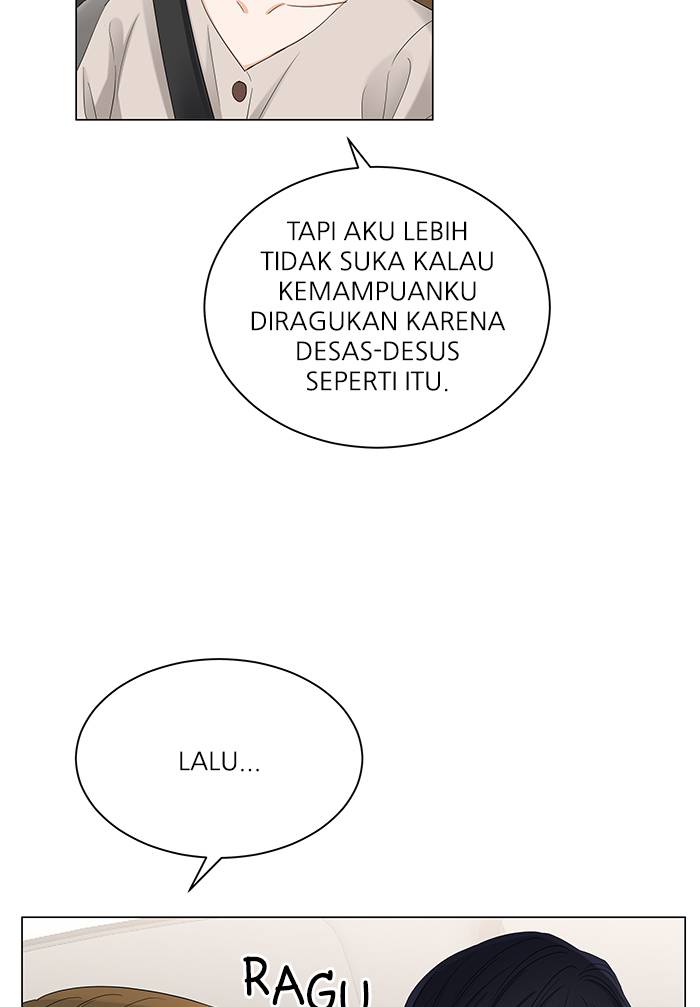 TAPI AKU LEBIH
TIDAK SUKA KALAU
KEMAMPUANKU
DIRAGUKAN KARENA
DESAS-DESUS
SEPERTI ITU.
LALU...
RAGU